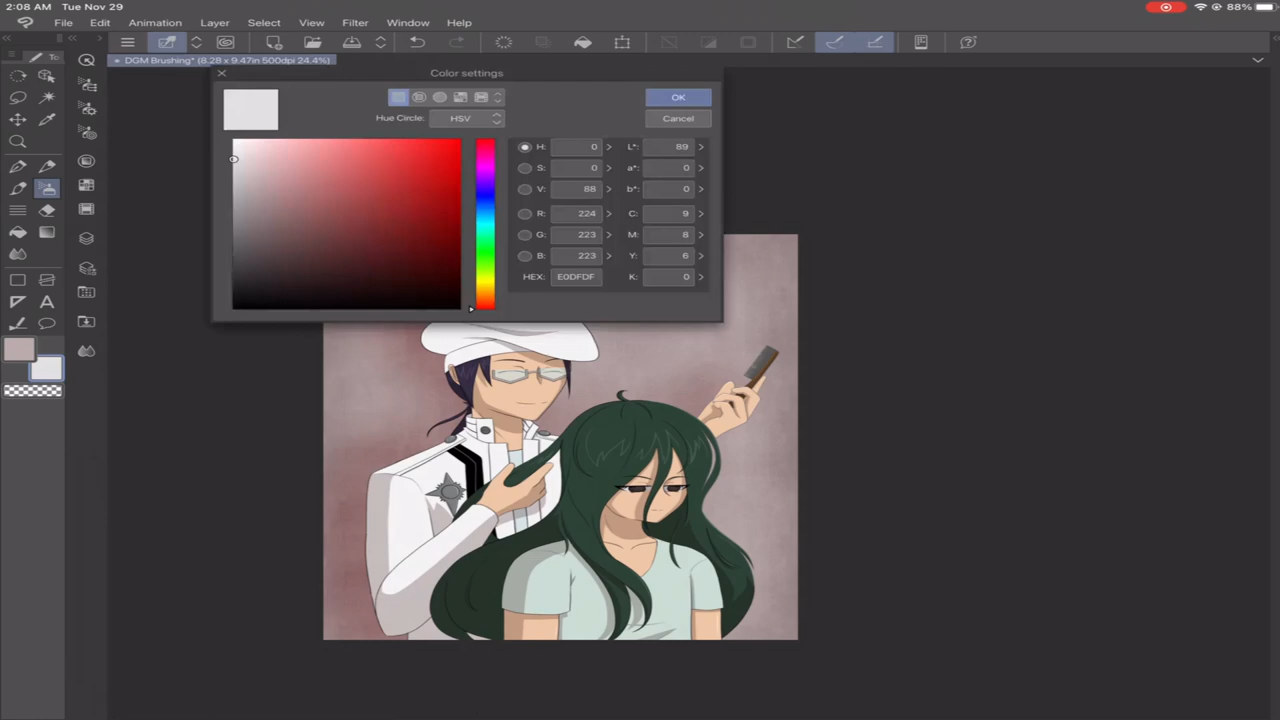 2:08 AM Tue Nov 29
88%
File Edit Animation Layer Select View Filter Window Help
To
DGM Brushing* (8.28 x 9.47in 500dpi 24.4%)
Color settings
OK
Hue Circle: HSV
Cancel
H: 0 L*: 89
S: 0 a*: 0
V: 88 b*: 0
R: 224 C: 9
G: 223 M: 8
B: 223 Y: 6
HEX: E0DFDF K: 0